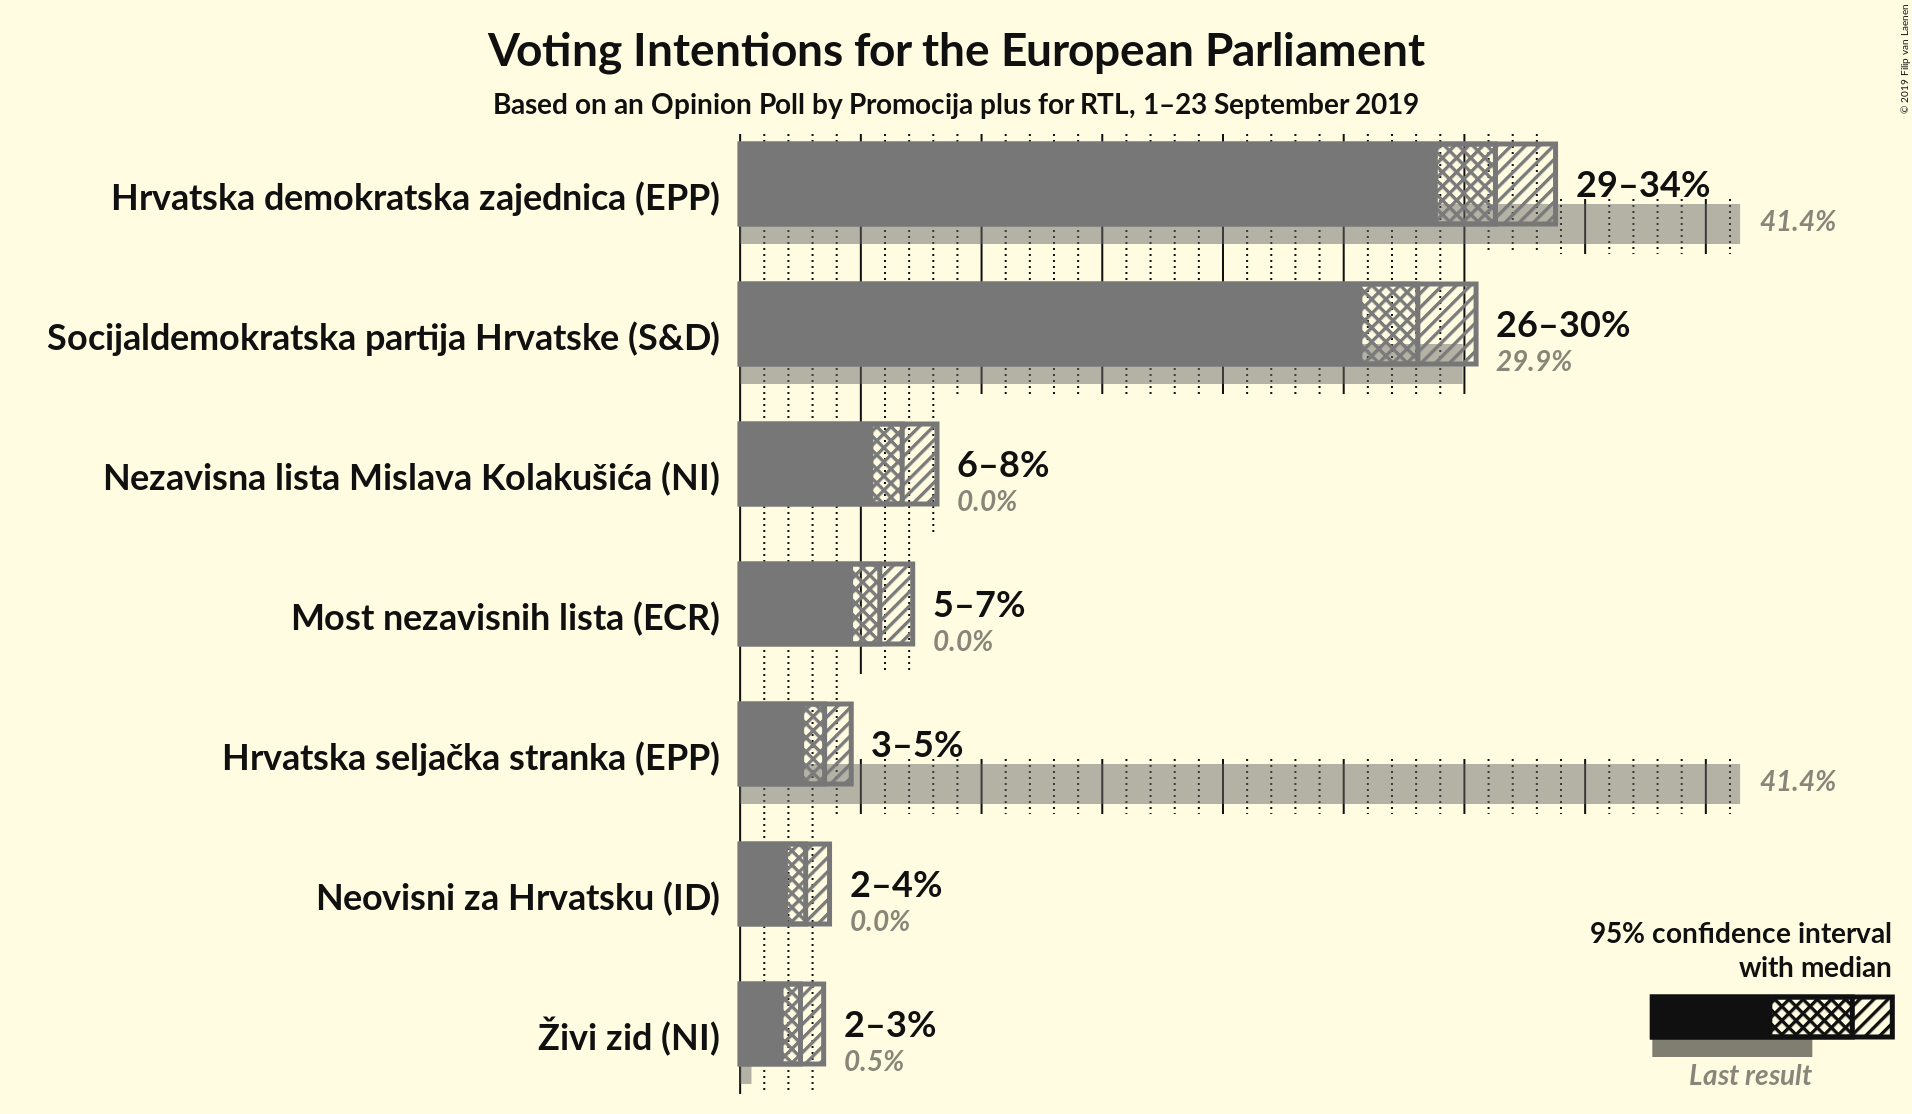 Voting Intentions for the European Parliament
Based on an Opinion Poll by Promocija plus for RTL, 1–23 September 2019
© 2019 Filip van Laenen
Hrvatska demokratska zajednica (EPP)
29–34%
41.4%
Socijaldemokratska partija Hrvatske (S&D)
26–30%
29.9%
Nezavisna lista Mislava Kolakušića (NI)
6–8%
0.0%
Most nezavisnih lista (ECR)
5–7%
0.0%
Hrvatska seljačka stranka (EPP)
3–5%
41.4%
Neovisni za Hrvatsku (ID)
2–4%
0.0%
Živi zid (NI)
2–3%
0.5%
95% confidence interval
with median
Last result